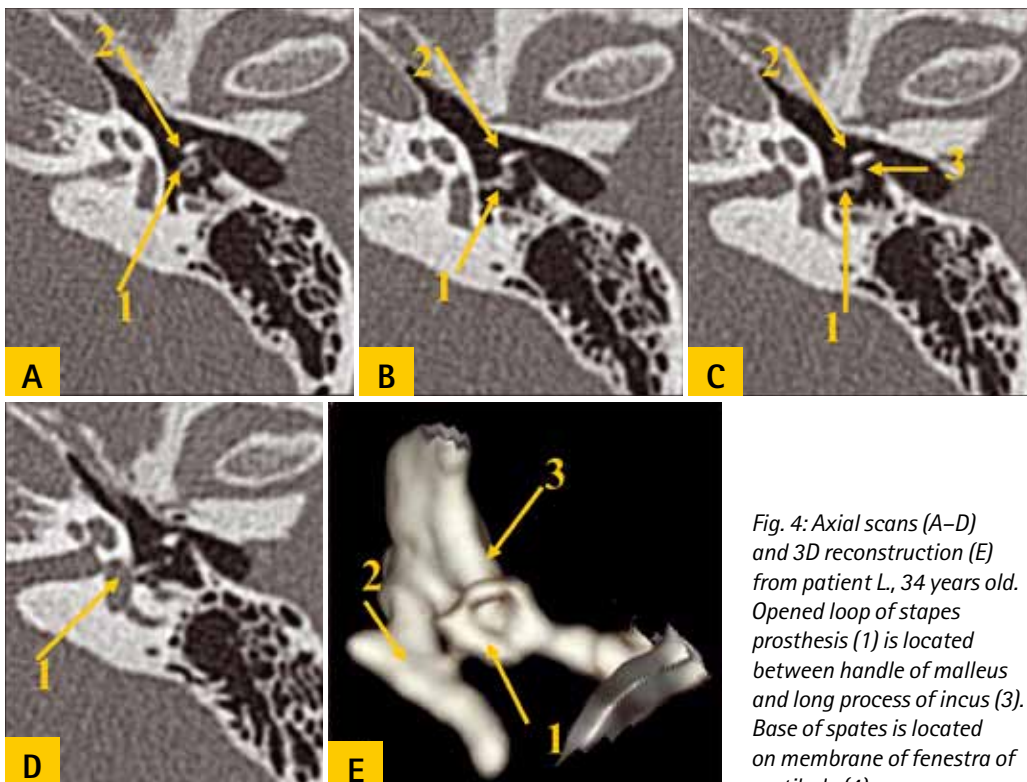 2
1
A
2
1
B
2
3
1
C
1
D
3
2
1
E
Fig. 4: Axial scans (A–D)
and 3D reconstruction (E)
from patient L., 34 years old.
Opened loop of stapes
prosthesis (1) is located
between handle of malleus
and long process of incus (3).
Base of spates is located
on membrane of fenestra of